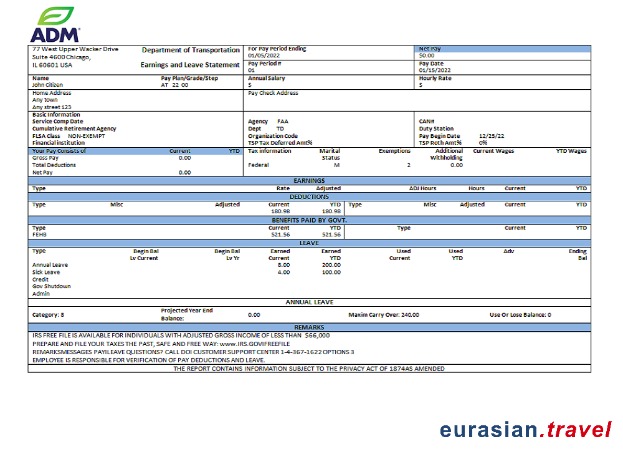 ADM
77 West Upper Wacker Drive
Suite 4600 Chicago,
IL 60601 USA
Department of Transportation
Earnings and Leave Statement
For Pay Period Ending
01/05/2022
Net Pay
$0.00
Pay Period #
01
Pay Date
01/15/2022
Name
John Citizen
Pay Plan/Grade/Step
AT 22 00
Annual Salary
$
Hourly Rate
$
Home Address
Any town
Any street 123
Pay Check Address
Basic Information
Service Comp Date
Cumulative Retirement Agency
FLSA Class NON-EXEMPT
Financial institution
Agency FAA
Dept TD
Organization Code
TSP Tax Deferred Amt%
CAN#
Duty Station
Pay Begin Date 12/25/22
TSP Roth Amt% 0%
Your Pay Consists of Current YTD
Gross Pay 0.00
Total Deductions
Net Pay 0.00
Tax information Marital Status Exemptions Additional Withholding Current Wages YTD Wages
Federal M 2 0.00
EARNINGS
Type Rate Adjusted ADJ Hours Hours Current YTD
DEDUCTIONS
Type Misc Adjusted Current YTD Type Misc Adjusted Current YTD
180.98 180.98
BENEFITS PAID BY GOVT.
Type Current YTD Type Current YTD
FEHB 521.56 521.56
LEAVE
Type Begin Bal Begin Bal Earned Earned Used Used Adv Ending
Lv Current Lv Yr Current YTD Current YTD Bal
Annual Leave 8.00 200.00
Sick Leave 4.00 100.00
Credit
Gov Shutdown
Admin
ANNUAL LEAVE
Category: 8 Projected Year End Balance: 0.00 Maxim Carry Over: 240.00 Use Or Lose Balance: 0
REMARKS
IRS FREE FILE IS AVAILABLE FOR INDIVIDUALS WITH ADJUSTED GROSS INCOME OF LESS THAN $66,000
PREPARE AND FILE YOUR TAXES THE PAST, SAFE AND FREE WAY: www.IRS.GOV/FREEFILE
REMARKSMESSAGES PAYILEAVE QUESTIONS? CALL DOI CUSTOMER SUPPORT CENTER 1-4-367-1622 OPTIONS 3
EMPLOYEE IS RESPONSIBLE FOR VERIFICATION OF PAY DEDUCTIONS AND LEAVE.
THE REPORT CONTAINS INFORMATION SUBJECT TO THE PRIVACY ACT OF 1874AS AMENDED
eurasian.travel